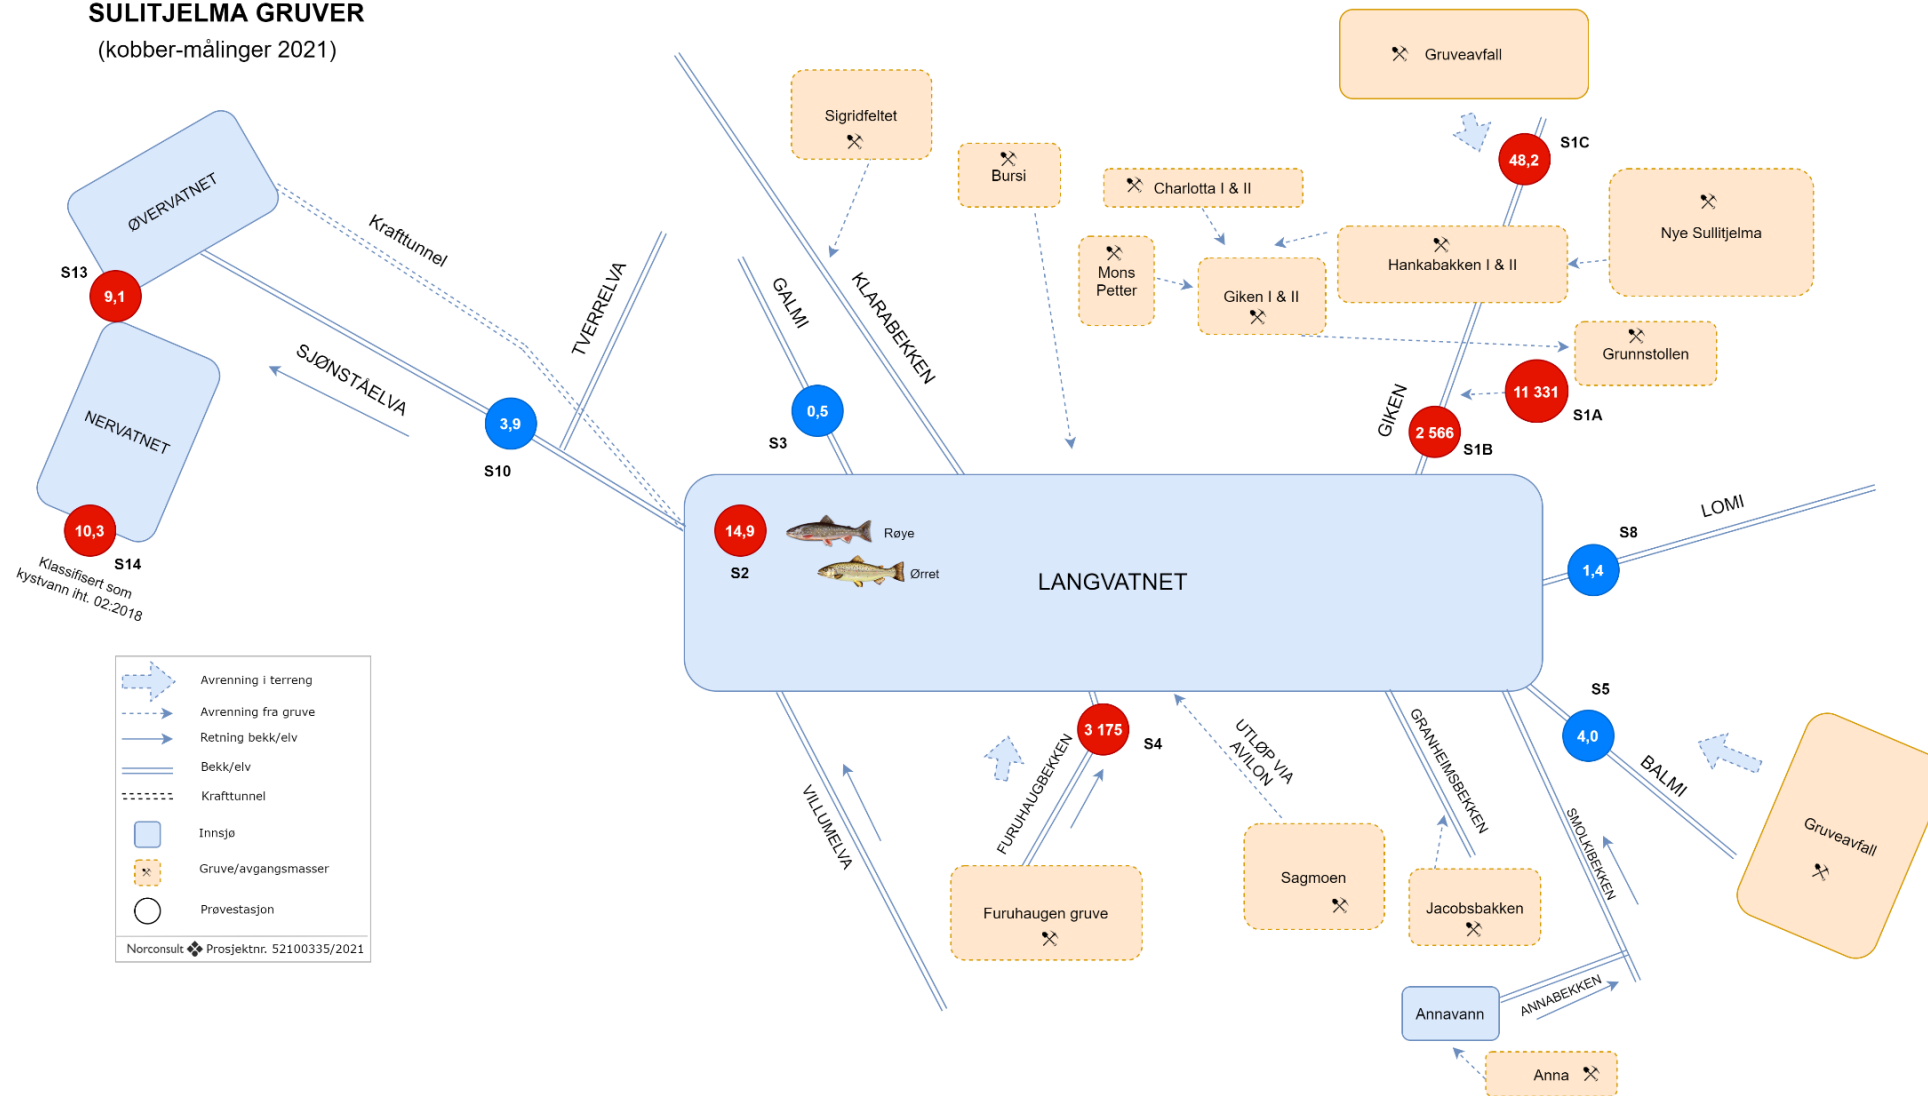 SULITJELMA GRUVER
(kobber-målinger 2021)
Gruveavfall
Sigridfeltet
Bursi
Charlotta I & II
48,2
S1C
Nye Sullitjelma
Mons
Petter
Giken I & II
Hankabakken I & II
Grunnstollen
11 331
S1A
GIKEN
2 566
S1B
ØVERVATNET
S13
9,1
Krafttunnel
TVERRELVA
GALMI
KLARABEKKEN
SJØNSTÅELVA
NERVATNET
3,9
S10
0,5
S3
10,3
S14
Klassifisert som
kystvann iht. 02:2018
14,9
S2
Røye
Ørret
LANGVATNET
LOMI
S8
1,4
S5
4,0
BALMI
Gruveavfall
VILLUMELVA
FURUHAUGBEKKEN
3 175
S4
UTLØP VIA
AVILON
GRANHEIMSBEKKEN
SMOLKIBEKKEN
Furuhaugen gruve
Sagmoen
Jacobsbakken
Annavann
ANNABEKKEN
Anna
Avrenning i terreng
Avrenning fra gruve
Retning bekk/elv
Bekk/elv
Krafttunnel
Innsjø
Gruve/avgangsmasser
Prøvestasjon
Norconsult Prosjektnr. 52100335/2021